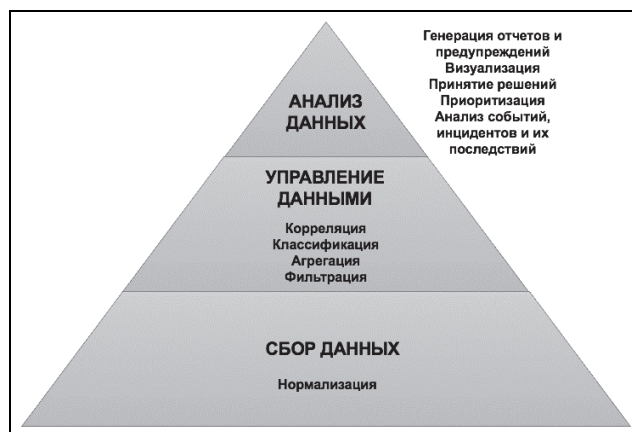 АНАЛИЗ
ДАННЫХ
Генерация отчетов и
предупреждений
Визуализация
Принятие решений
Приоритизация
Анализ событий,
инцидентов и их
последствий
УПРАВЛЕНИЕ
ДАННЫМИ
Корреляция
Классификация
Агрегация
Фильтрация
СБОР ДАННЫХ
Нормализация